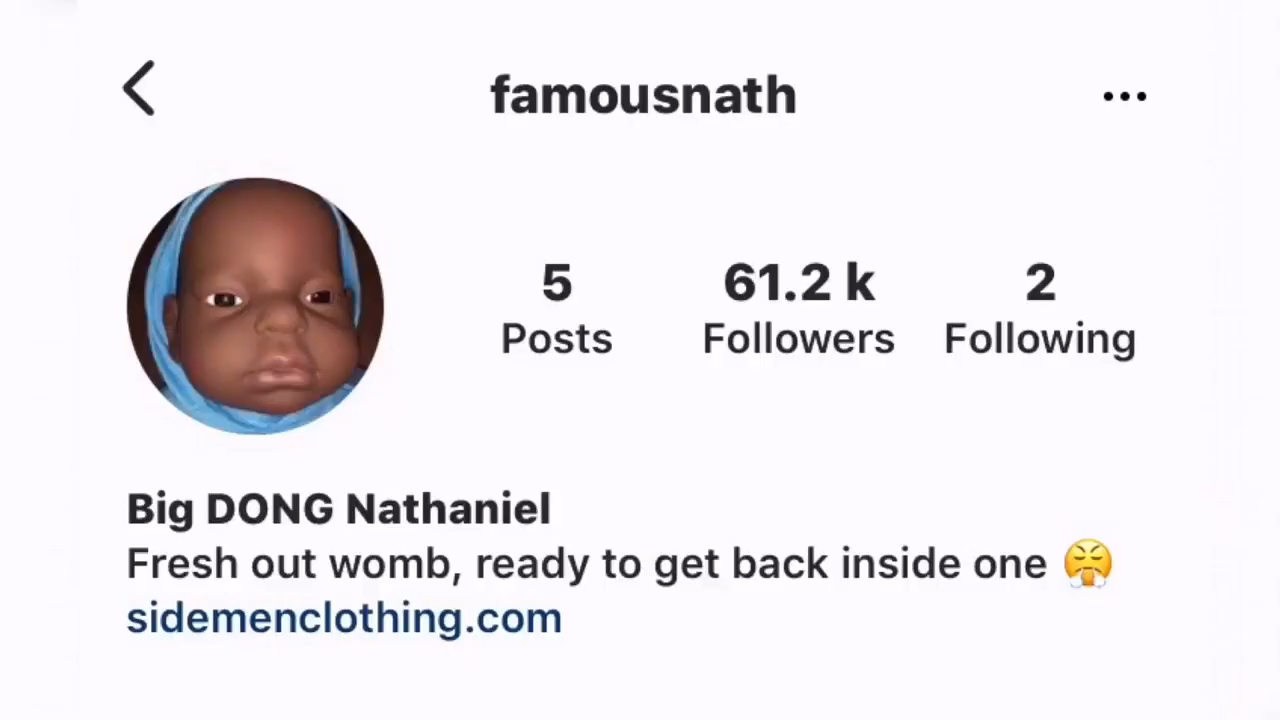 famousnath
5 61.2 k 2
Posts Followers Following
Big DONG Nathaniel
Fresh out womb, ready to get back inside one 😤
sidemenclothing.com